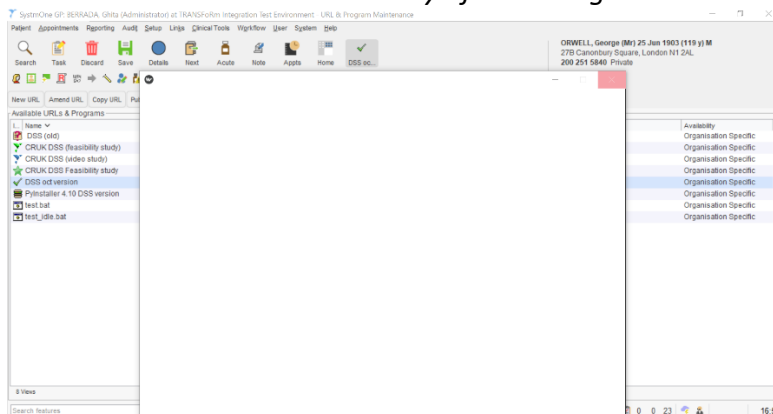 SystmOne GP: BERRADA, Ghita (Administrator) at TRANSFoRm Integration Test Environment - URL & Program Maintenance
Patient Appointments Reporting Audit Setup Links Clinical Tools Workflow User System Help
Search Task Discard Save Details Next Acute Note Appts Home DSS oc...
ORWELL, George (Mr) 25 Jun 1903 (119 y) M
27B Canonbury Square, London N1 2AL
200 251 5840 Private
New URL Amend URL Copy URL
Available URLs & Programs
Name Availability
DSS (old) Organisation Specific
CRUK DSS (feasibility study) Organisation Specific
CRUK DSS (video study) Organisation Specific
CRUK DSS Feasibility study Organisation Specific
DSS oct version Organisation Specific
PyInstaller 4.10 DSS version Organisation Specific
test.bat Organisation Specific
test_idle.bat Organisation Specific
8 Views
Search features 0 0 23